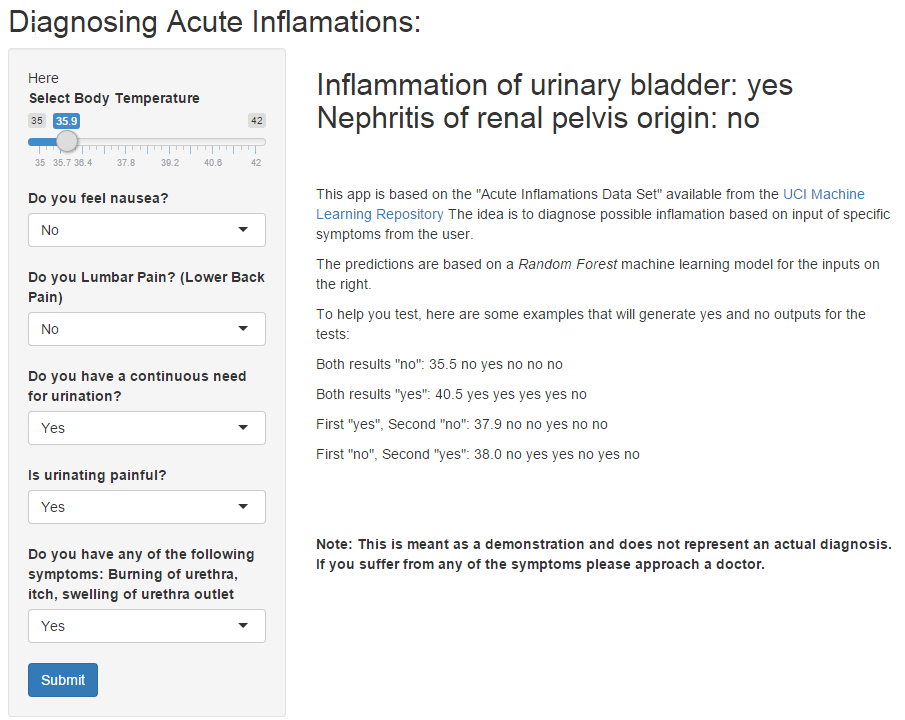 Diagnosing Acute Inflamations:
Here
Select Body Temperature
35 35.9 42
35 35.7 36.4 37.8 39.2 40.6 42
Do you feel nausea?
No
Do you Lumbar Pain? (Lower Back
Pain)
No
Do you have a continuous need
for urination?
Yes
Is urinating painful?
Yes
Do you have any of the following
symptoms: Burning of urethra,
itch, swelling of urethra outlet
Yes
Submit
Inflammation of urinary bladder: yes
Nephritis of renal pelvis origin: no
This app is based on the "Acute Inflamations Data Set" available from the UCI Machine
Learning Repository The idea is to diagnose possible inflamation based on input of specific
symptoms from the user.
The predictions are based on a Random Forest machine learning model for the inputs on
the right.
To help you test, here are some examples that will generate yes and no outputs for the
tests:
Both results "no": 35.5 no yes no no no
Both results "yes": 40.5 yes yes yes yes no
First "yes", Second "no": 37.9 no no yes no no
First "no", Second "yes": 38.0 no yes yes no yes no
Note: This is meant as a demonstration and does not represent an actual diagnosis.
If you suffer from any of the symptoms please approach a doctor.